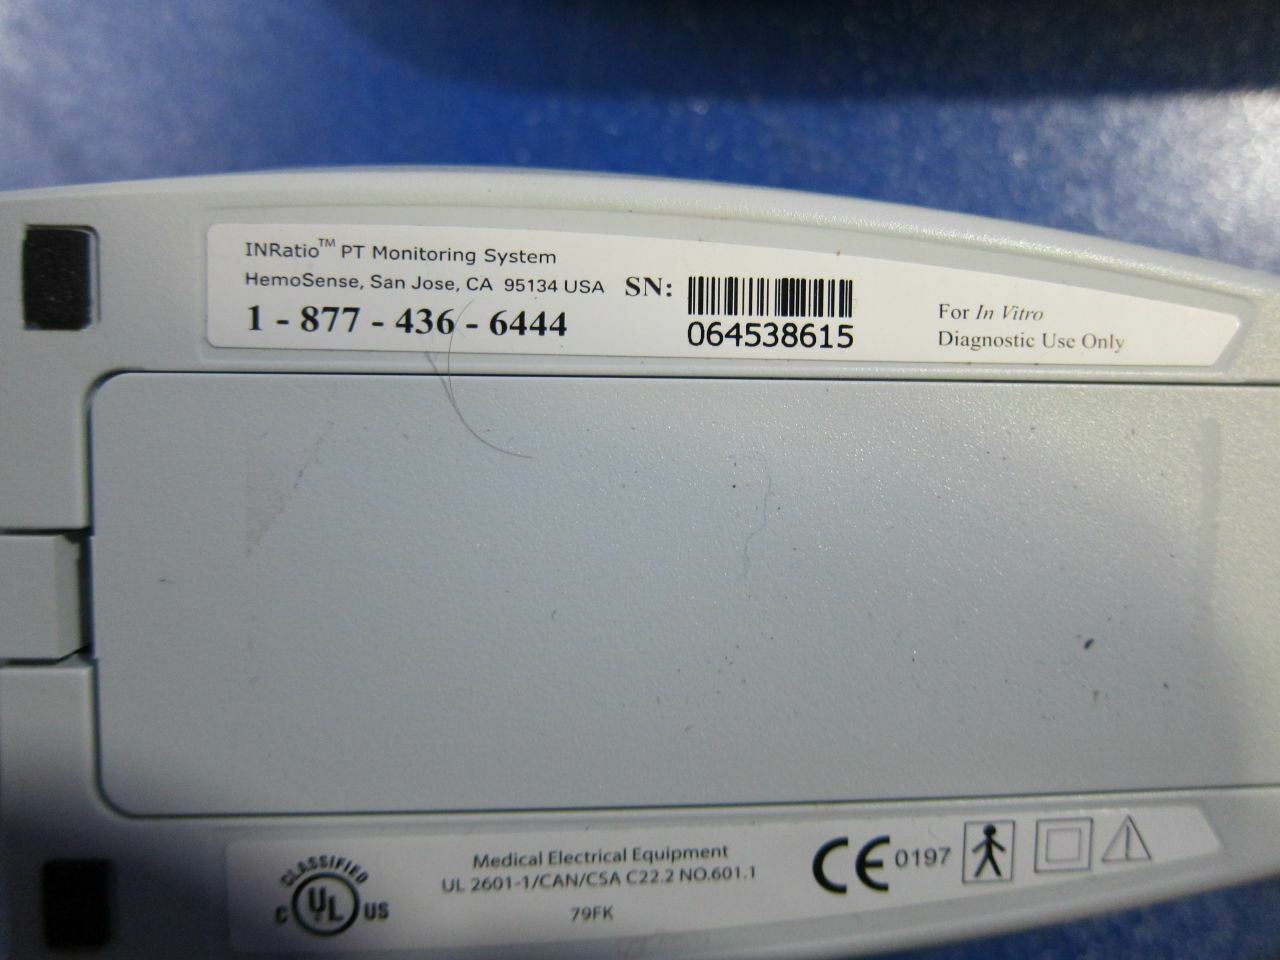 INRatio™ PT Monitoring System
HemoSense, San Jose, CA 95134 USA
1 - 877 - 436 - 6444
SN:
064538615
For In Vitro
Diagnostic Use Only
CLASSIFIED
C UL US
Medical Electrical Equipment
UL 2601-1/CAN/CSA C22.2 NO.601.1
79FK
CE 0197